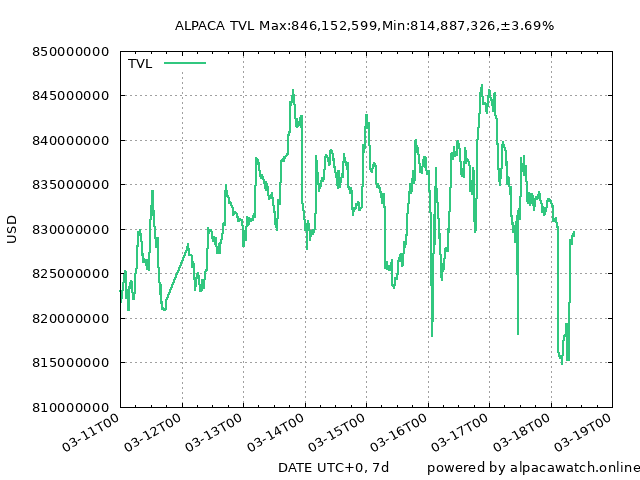 ALPACA TVL Max:846,152,599,Min:814,887,326,±3.69%
850000000
845000000
840000000
835000000
830000000
825000000
820000000
815000000
810000000
USD
TVL
03-11T00
03-12T00
03-13T00
03-14T00
03-15T00
03-16T00
03-17T00
03-18T00
03-19T00
DATE UTC+0, 7d
powered by alpacawatch.online